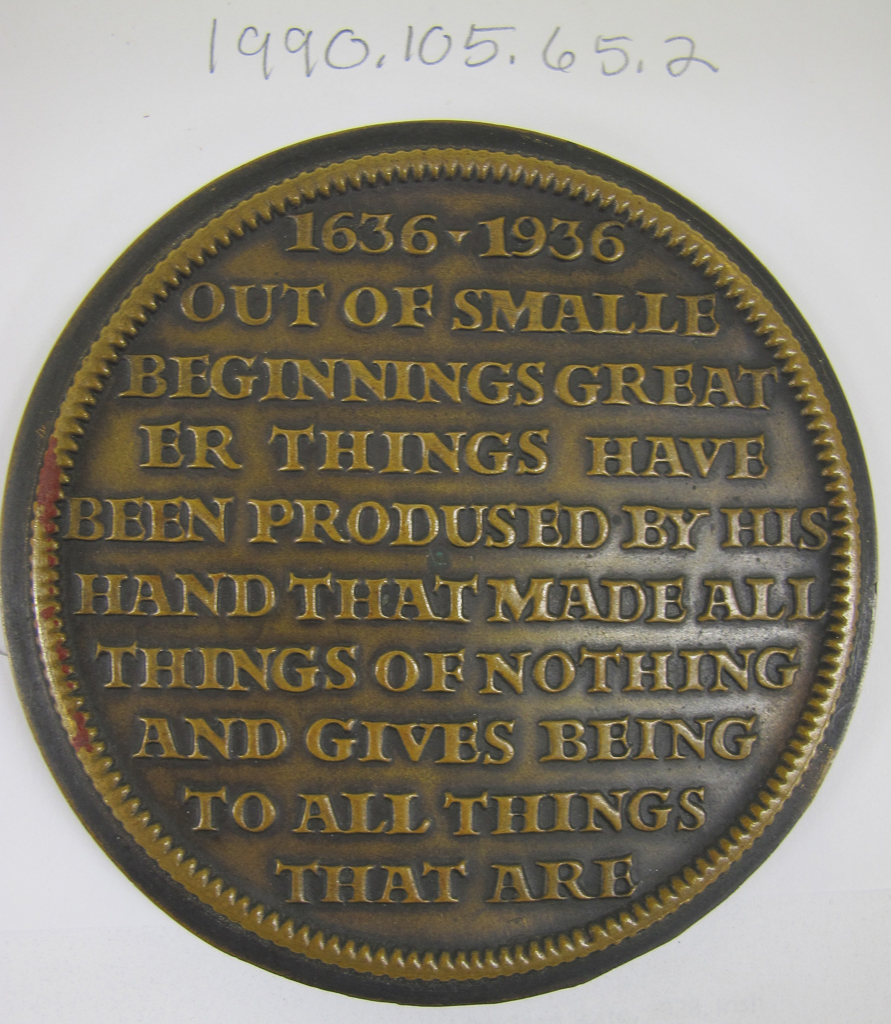 1990.105.65.2
1636-1936
OUT OF SMALLE
BEGINNINGS GREAT
ER THINGS HAVE
BEEN PRODUSED BY HIS
HAND THAT MADE ALL
THINGS OF NOTHING
AND GIVES BEING
TO ALL THINGS
THAT ARE